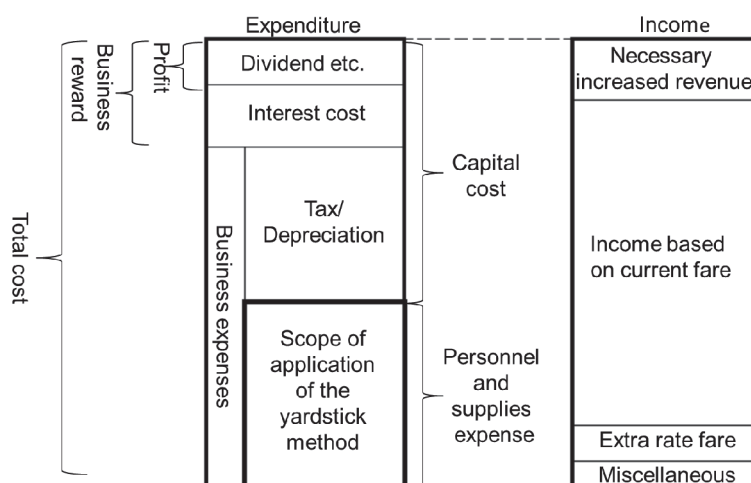 Expenditure
Income
Total cost
Business
reward
Profit
Dividend etc.
Interest cost
Business expenses
Tax/
Depreciation
Scope of
application
of the
yardstick
method
Capital
cost
Personnel
and
supplies
expense
Necessary
increased revenue
Income based
on current fare
Extra rate fare
Miscellaneous